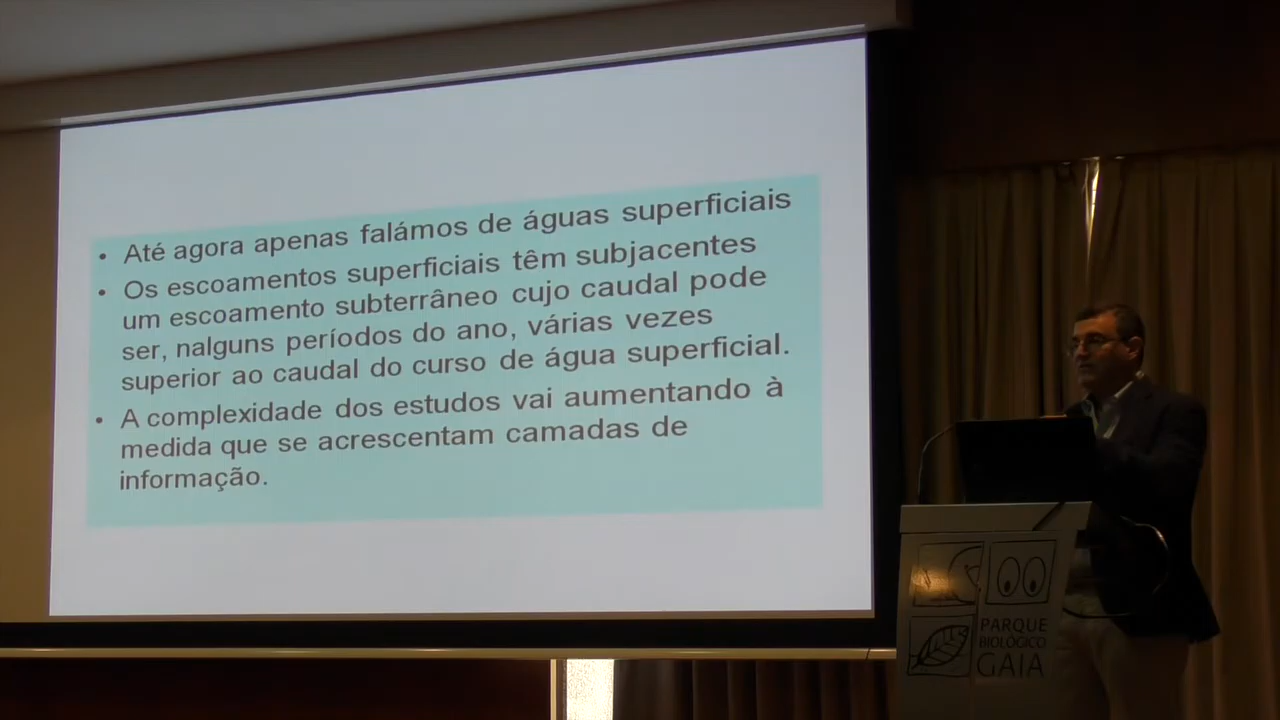 • Até agora apenas falámos de águas superficiais
• Os escoamentos superficiais têm subjacentes
um escoamento subterrâneo cujo caudal pode
ser, nalguns períodos do ano, várias vezes
superior ao caudal do curso de água superficial.
• A complexidade dos estudos vai aumentando à
medida que se acrescentam camadas de
informação.
PARQUE
BIOLÓGICO
GAIA